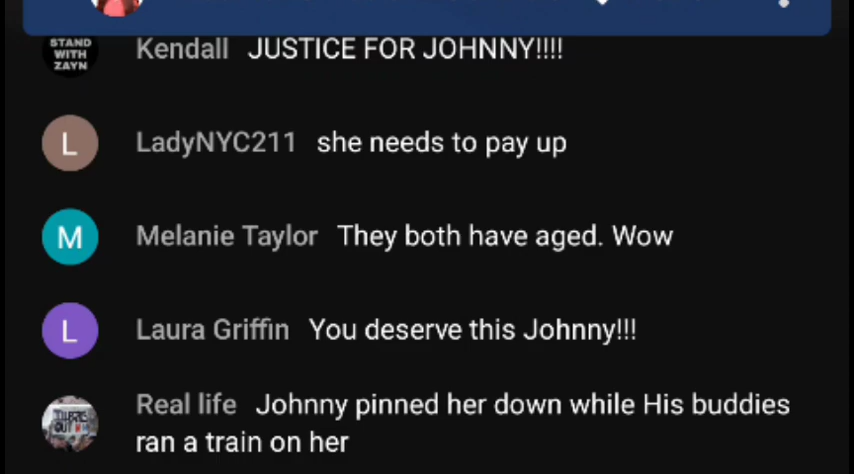 STAND
WITH
ZAYN
Kendall JUSTICE FOR JOHNNY!!!!
L
LadyNYC211 she needs to pay up
M
Melanie Taylor They both have aged. Wow
L
Laura Griffin You deserve this Johnny!!!
OUT
Real life Johnny pinned her down while His buddies
ran a train on her